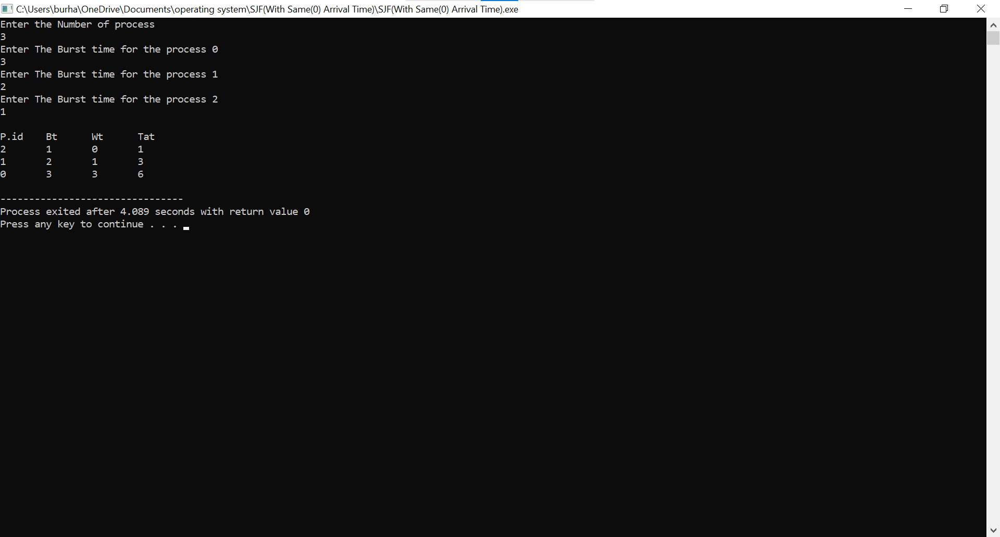 C:\Users\burha\OneDrive\Documents\operating system\SJF(With Same(0) Arrival Time)\SJF(With Same(0) Arrival Time).exe
Enter the Number of process
3
Enter The Burst time for the process 0
3
Enter The Burst time for the process 1
2
Enter The Burst time for the process 2
1
P.id Bt Wt Tat
2 1 0 1
1 2 1 3
0 3 3 6
--------------------------------
Process exited after 4.089 seconds with return value 0
Press any key to continue . . .